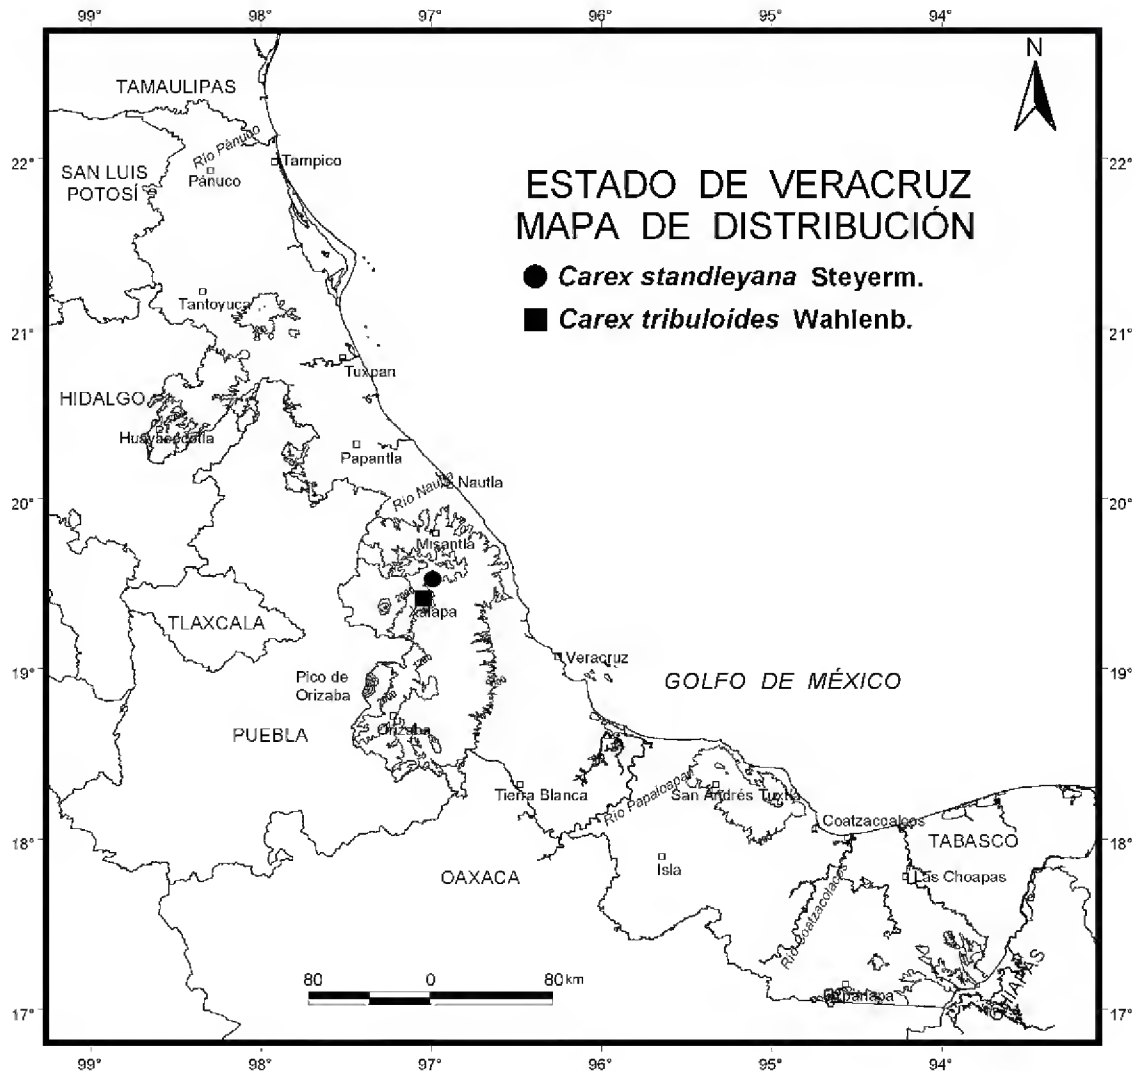 99° 98° 97° 96° 95° 94°
N
TAMAULIPAS
Río Pánuco
22° Tampico 22°
SAN LUIS
POTOSÍ
Pánuco
ESTADO DE VERACRUZ
MAPA DE DISTRIBUCIÓN
Carex standleyana Steyerm.
Carex tribuloides Wahlenb.
Tantoyuca
21° 21°
Tuxpan
HIDALGO
Huayacocotla
Papantla
Río Nautla
Nautla
20° 20°
Misantla
2000
Xalapa
TLAXCALA
Veracruz
19° 19°
1000
Pico de
Orizaba
2000
GOLFO DE MÉXICO
Orizaba
PUEBLA
Tierra Blanca
Río Papaloapan
San Andrés Tuxtla
Coatzacoalcos
18° TABASCO 18°
Isla
OAXACA
Las Choapas
Río Coatzacoalcos
CHIAPAS
80 0 80 km
Uxpanapa
17° 17°
99° 98° 97° 96° 95° 94°